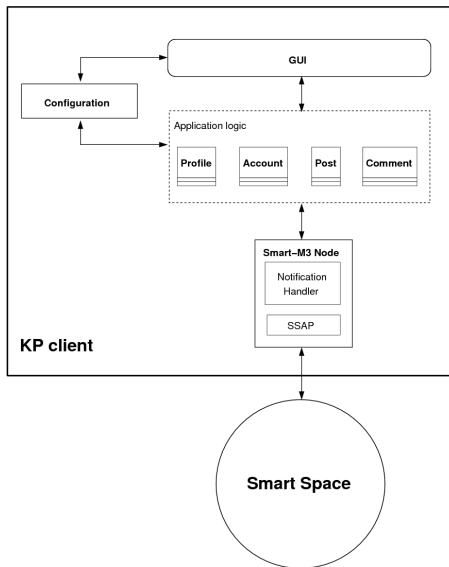 GUI
Configuration
Application logic
Profile
Account
Post
Comment
Smart–M3 Node
Notification
Handler
SSAP
KP client
Smart Space